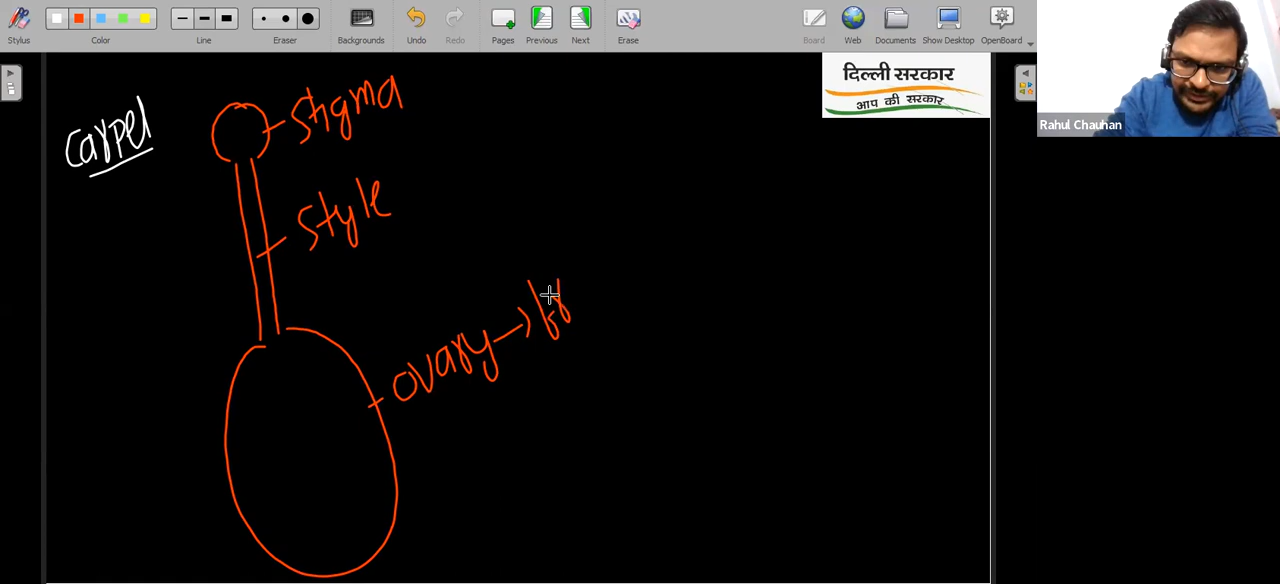 Stylus
Color
Line
Eraser
Backgrounds
Undo
Redo
Pages
Previous
Next
Erase
Board
Web
Documents
Show Desktop
OpenBoard
दिल्ली सरकार
आप की सरकार
Rahul Chauhan
Carpel
Stigma
Style
ovary →